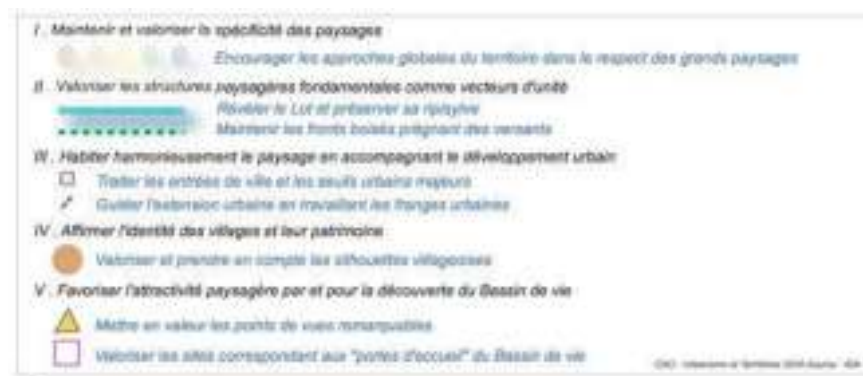 I . Maintenir et valoriser la spécificité des paysages
Encourager les approches globales du territoire dans le respect des grands paysages
II . Valoriser les structures paysagères fondamentales comme vecteurs d'unité
Révéler le Lot et préserver sa ripisylve
Maintenir les fronts boisés prégnant des versants
III . Habiter harmonieusement le paysage en accompagnant le développement urbain
Traiter les entrées de ville et les seuils urbains majeurs
Guider l'extension urbaine en travaillant les franges urbaines
IV . Affirmer l'identité des villages et leur patrimoine
Valoriser et prendre en compte les silhouettes villageoises
V . Favoriser l'attractivité paysagère par et pour la découverte du Bassin de vie
Mettre en valeur les points de vues remarquables
Valoriser les sites correspondant aux "portes d'accueil" du Bassin de vie